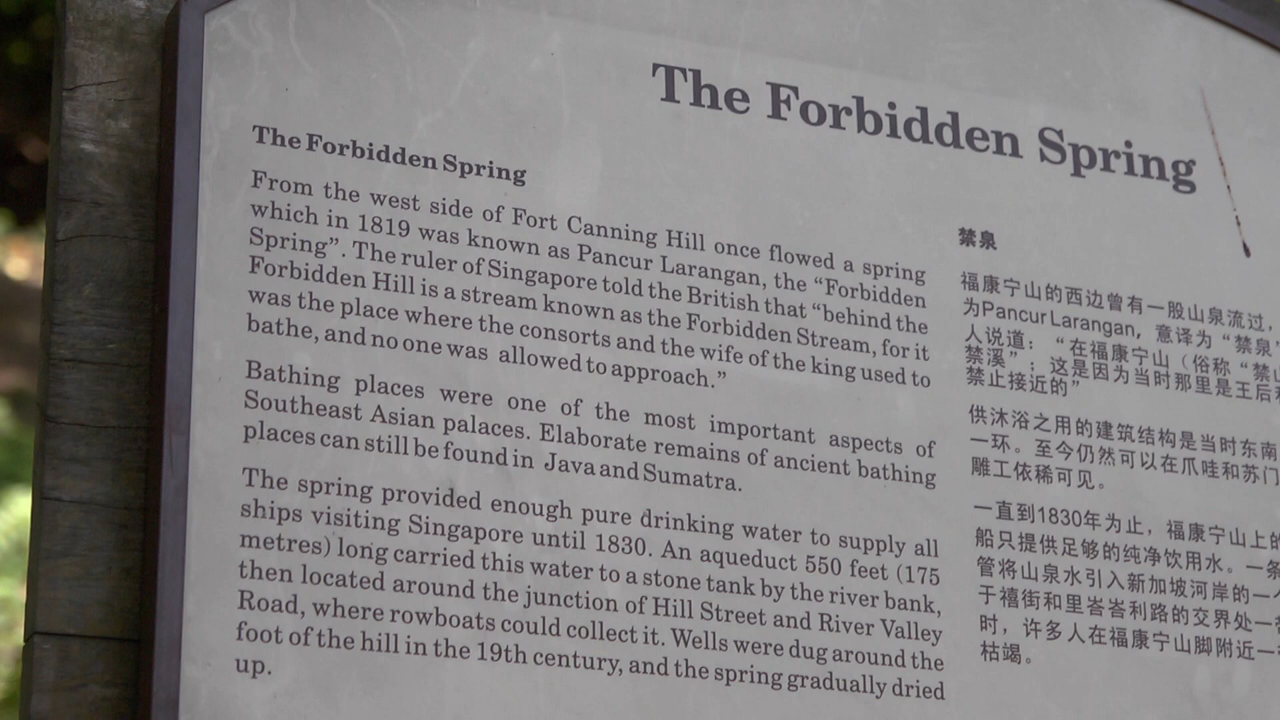 The Forbidden Spring
The Forbidden Spring
From the west side of Fort Canning Hill once flowed a spring
which in 1819 was known as Pancur Larangan, the “Forbidden
Spring”. The ruler of Singapore told the British that “behind the
Forbidden Hill is a stream known as the Forbidden Stream, for it
was the place where the consorts and the wife of the king used to
bathe, and no one was allowed to approach.”
Bathing places were one of the most important aspects of
Southeast Asian palaces. Elaborate remains of ancient bathing
places can still be found in Java and Sumatra.
The spring provided enough pure drinking water to supply all
ships visiting Singapore until 1830. An aqueduct 550 feet (175
metres) long carried this water to a stone tank by the river bank,
then located around the junction of Hill Street and River Valley
Road, where rowboats could collect it. Wells were dug around the
foot of the hill in the 19th century, and the spring gradually dried
up.
禁泉
福康宁山的西边曾有一股山泉流过，
为Pancur Larangan，意译为“禁泉”
人说道：“在福康宁山（俗称“禁山
禁溪”；这是因为当时那里是王后和
禁止接近的”
供沐浴之用的建筑结构是当时东南
一环。至今仍然可以在爪哇和苏门
雕工依稀可见。
一直到1830年为止，福康宁山上的
船只提供足够的纯净饮用水。一条
管将山泉水引入新加坡河岸的一
于禧街和里峇峇利路的交界处一
时，许多人在福康宁山脚附近一
枯竭。